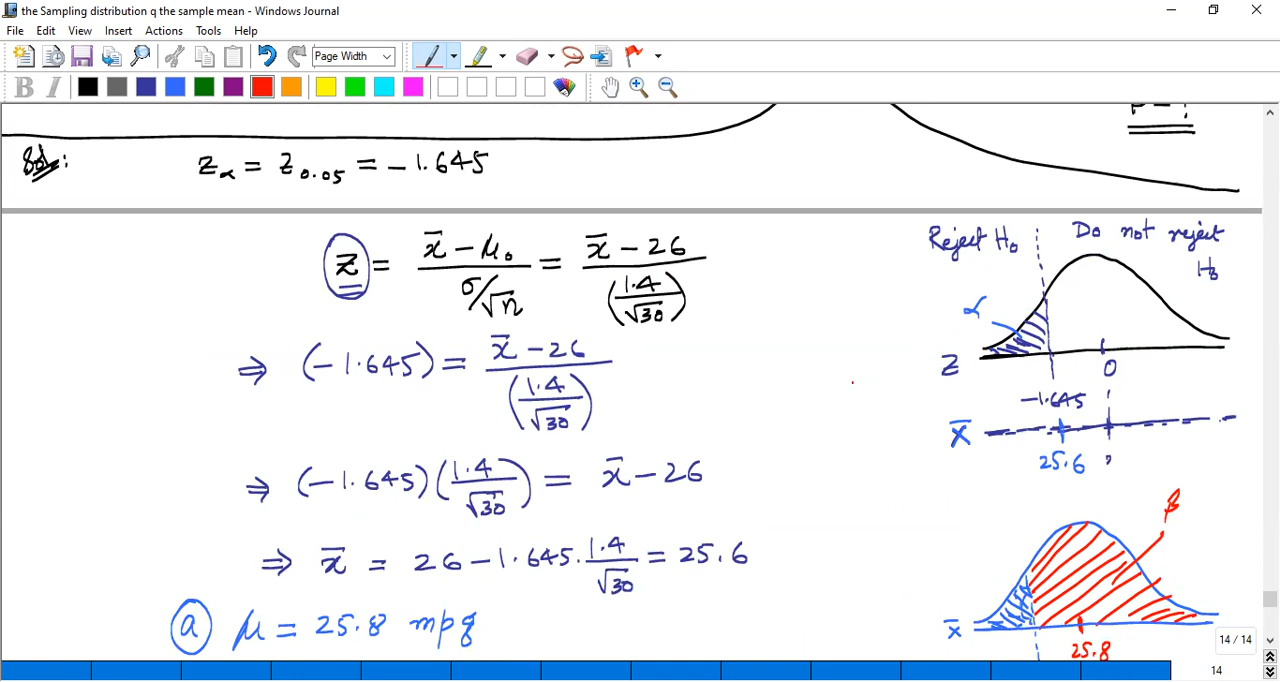 the Sampling distribution q the sample mean - Windows Journal
File Edit View Insert Actions Tools Help
Page Width
B I
Sol: Zα = Z0.05 = -1.645
Z = (x̄ - μ₀)/(σ/√n) = (x̄ - 26)/(1.4/√30)
⇒ (-1.645) = (x̄ - 26)/(1.4/√30)
⇒ (-1.645)(1.4/√30) = x̄ - 26
⇒ x̄ = 26 - 1.645 · 1.4/√30 = 25.6
ⓐ μ = 25.8 mpg
Reject H₀ Do not reject H₀
α
Z 0
-1.645
X̄
25.6
β
X̄
25.8
14 / 14
14